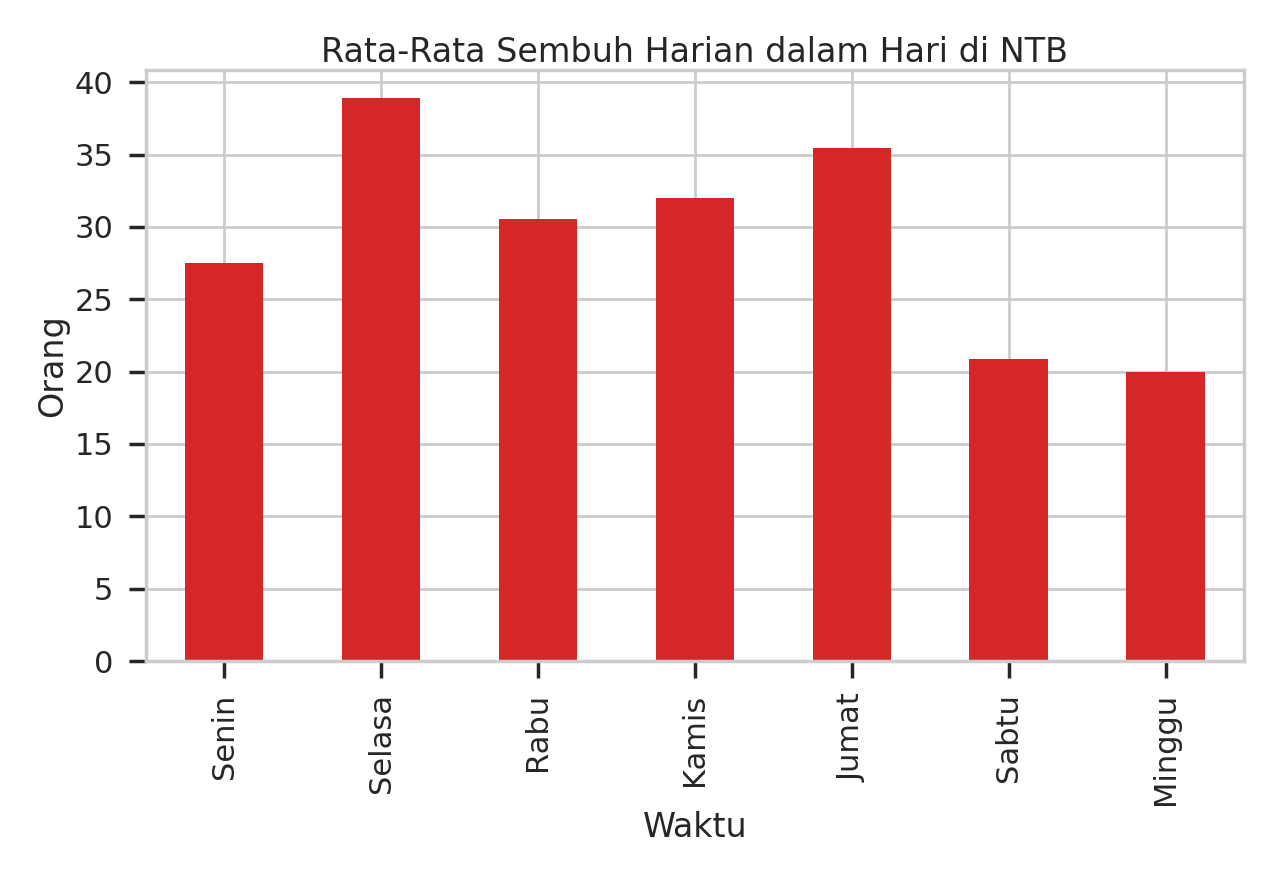 Rata-Rata Sembuh Harian dalam Hari di NTB
40
35
30
25
20
15
10
5
0
Orang
Senin
Selasa
Rabu
Kamis
Jumat
Sabtu
Minggu
Waktu